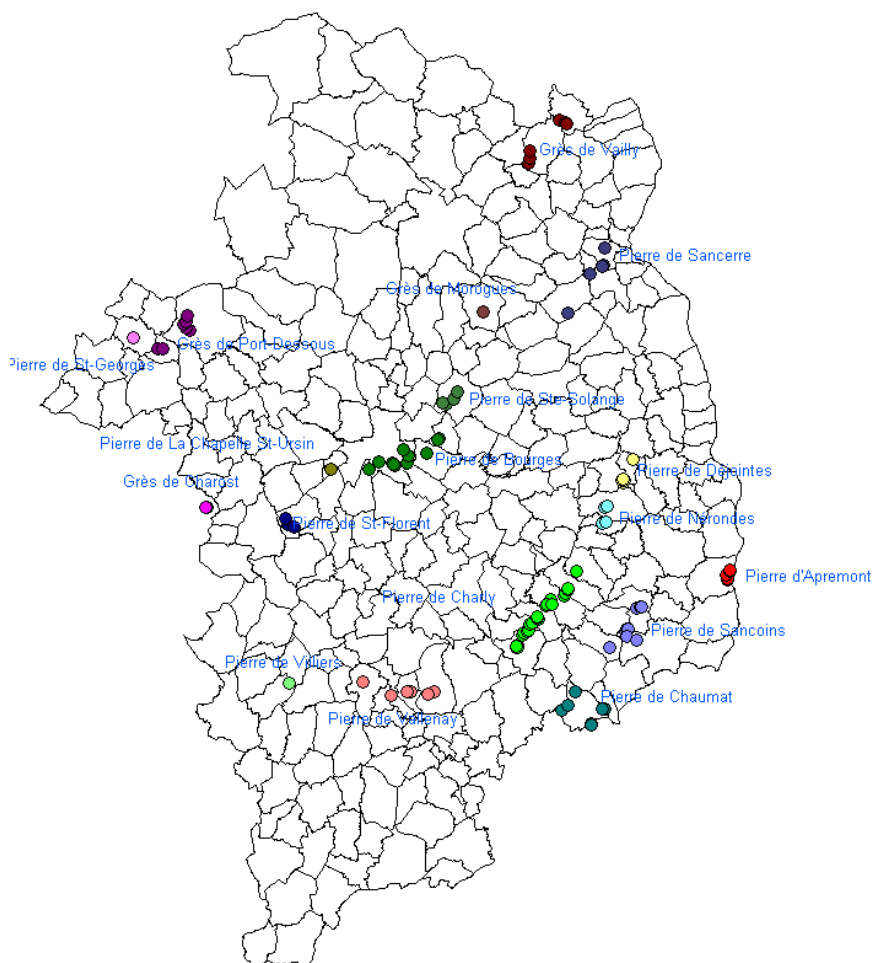 Grès de Vailly
Pierre de Sancerre
Grès de Morogues
Grès de Port-Dessous
Pierre de St-Georges
Pierre de Ste-Solange
Pierre de La Chapelle St-Ursin
Pierre de Bourges
Pierre de Dejointes
Grès de Charost
Pierre de Nérondes
Pierre de St-Florent
Pierre d'Apremont
Pierre de Charly
Pierre de Sancoins
Pierre de Villiers
Pierre de Chaumat
Pierre de Vallenay